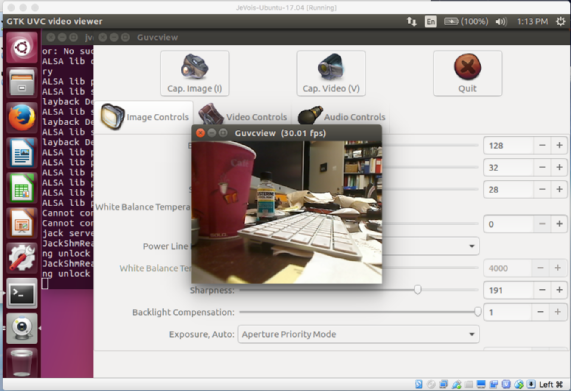 JeVois-Ubuntu-17.04 [Running]
GTK UVC video viewer
En
(100%)
1:13 PM
Guvcview
or: No suc
ALSA lib c
ry
ALSA lib p
ALSA lib s
layback De
ALSA lib s
layback De
ALSA lib s
layback De
ALSA lib p
ALSA lib p
ALSA lib p
Cannot con
Cannot con
jack serve
JackShmRea
ng unlock
JackShmRea
ng unlock
Cap. Image (I)
Cap. Video (V)
Quit
Image Controls
Video Controls
Audio Controls
Guvcview (30.01 fps)
128
32
28
White Balance Tempera
0
Power Line
White Balance Te
4000
Sharpness:
191
Backlight Compensation:
1
Exposure, Auto:
Aperture Priority Mode
Left ⌘